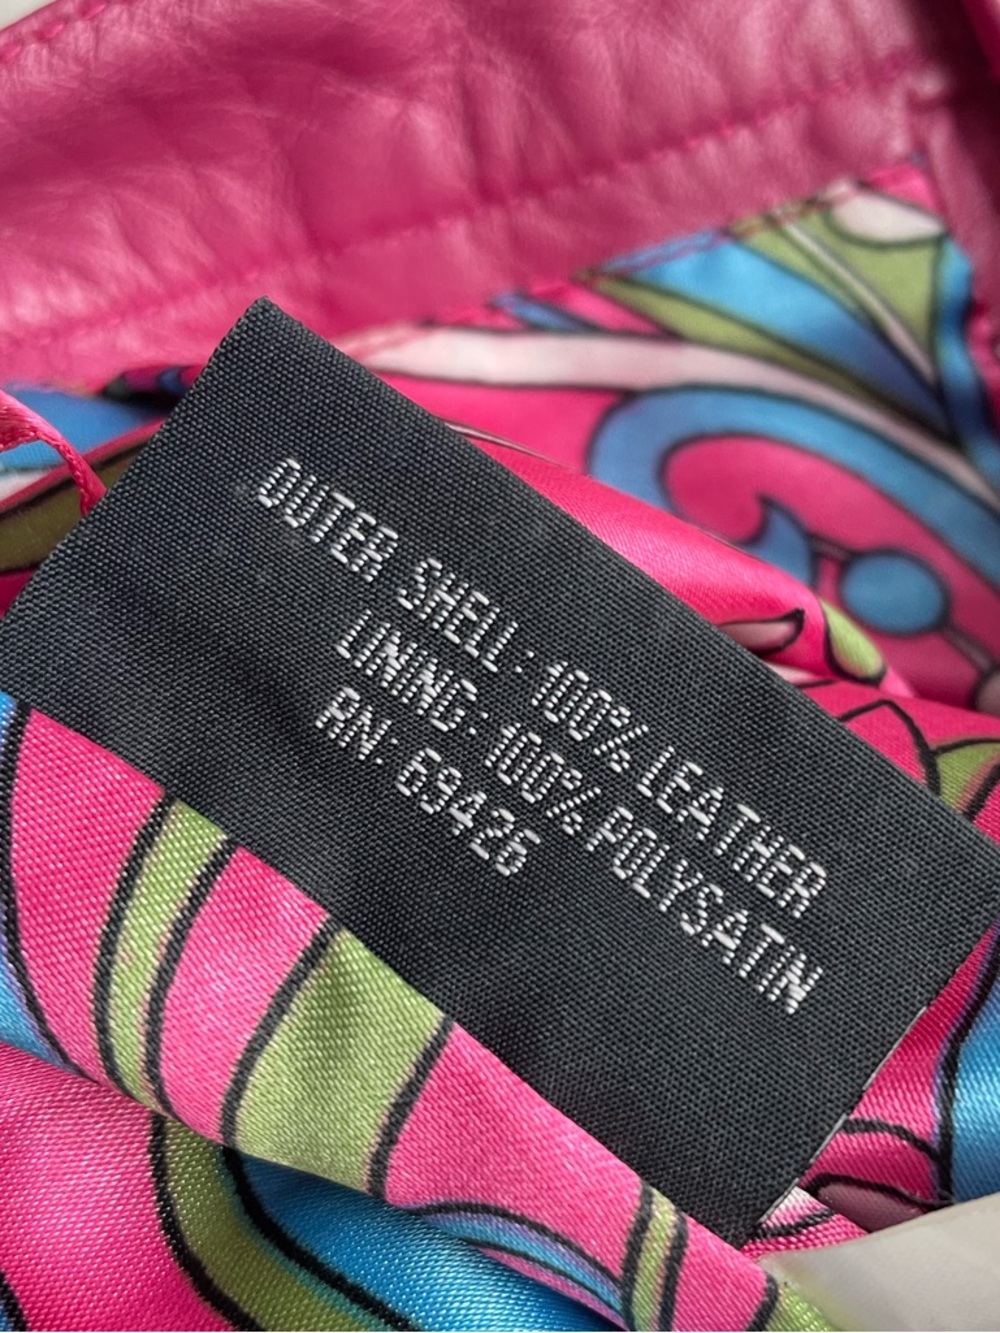 OUTER SHELL: 100% LEATHER
LINING: 100% POLYSATIN
RN: 69426